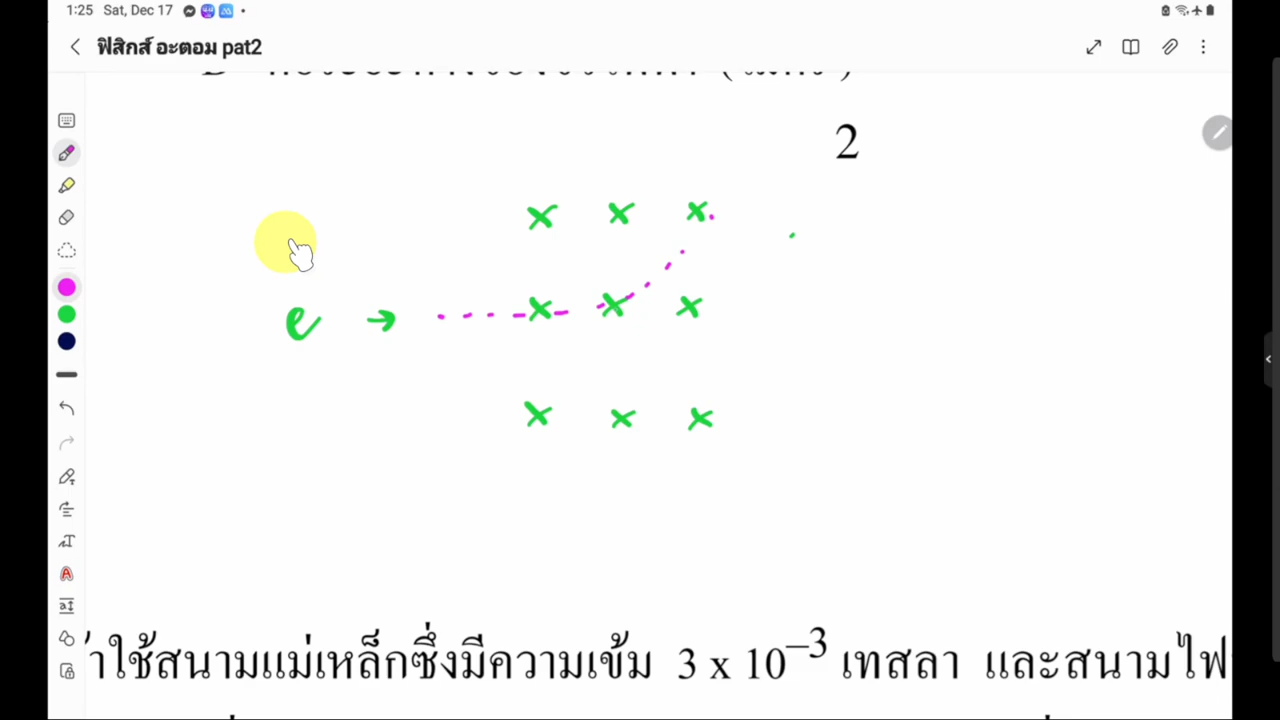 1:25 Sat, Dec 17
ฟิสิกส์ อะตอม pat2
2
x x x
e → x x x
x x x
าใช้สนามแม่เหล็กซึ่งมีความเข้ม 3 x 10⁻³ เทสลา และสนามไฟ